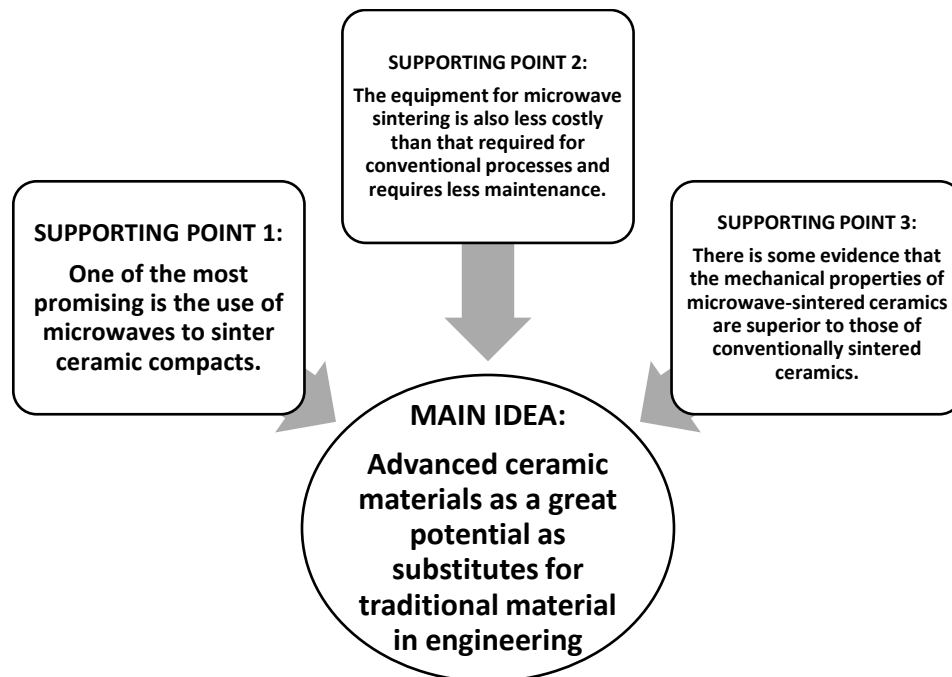 SUPPORTING POINT 1:
One of the most
promising is the use of
microwaves to sinter
ceramic compacts.
SUPPORTING POINT 2:
The equipment for microwave
sintering is also less costly
than that required for
conventional processes and
requires less maintenance.
SUPPORTING POINT 3:
There is some evidence that
the mechanical properties of
microwave-sintered ceramics
are superior to those of
conventionally sintered
ceramics.
MAIN IDEA:
Advanced ceramic
materials as a great
potential as
substitutes for
traditional material
in engineering